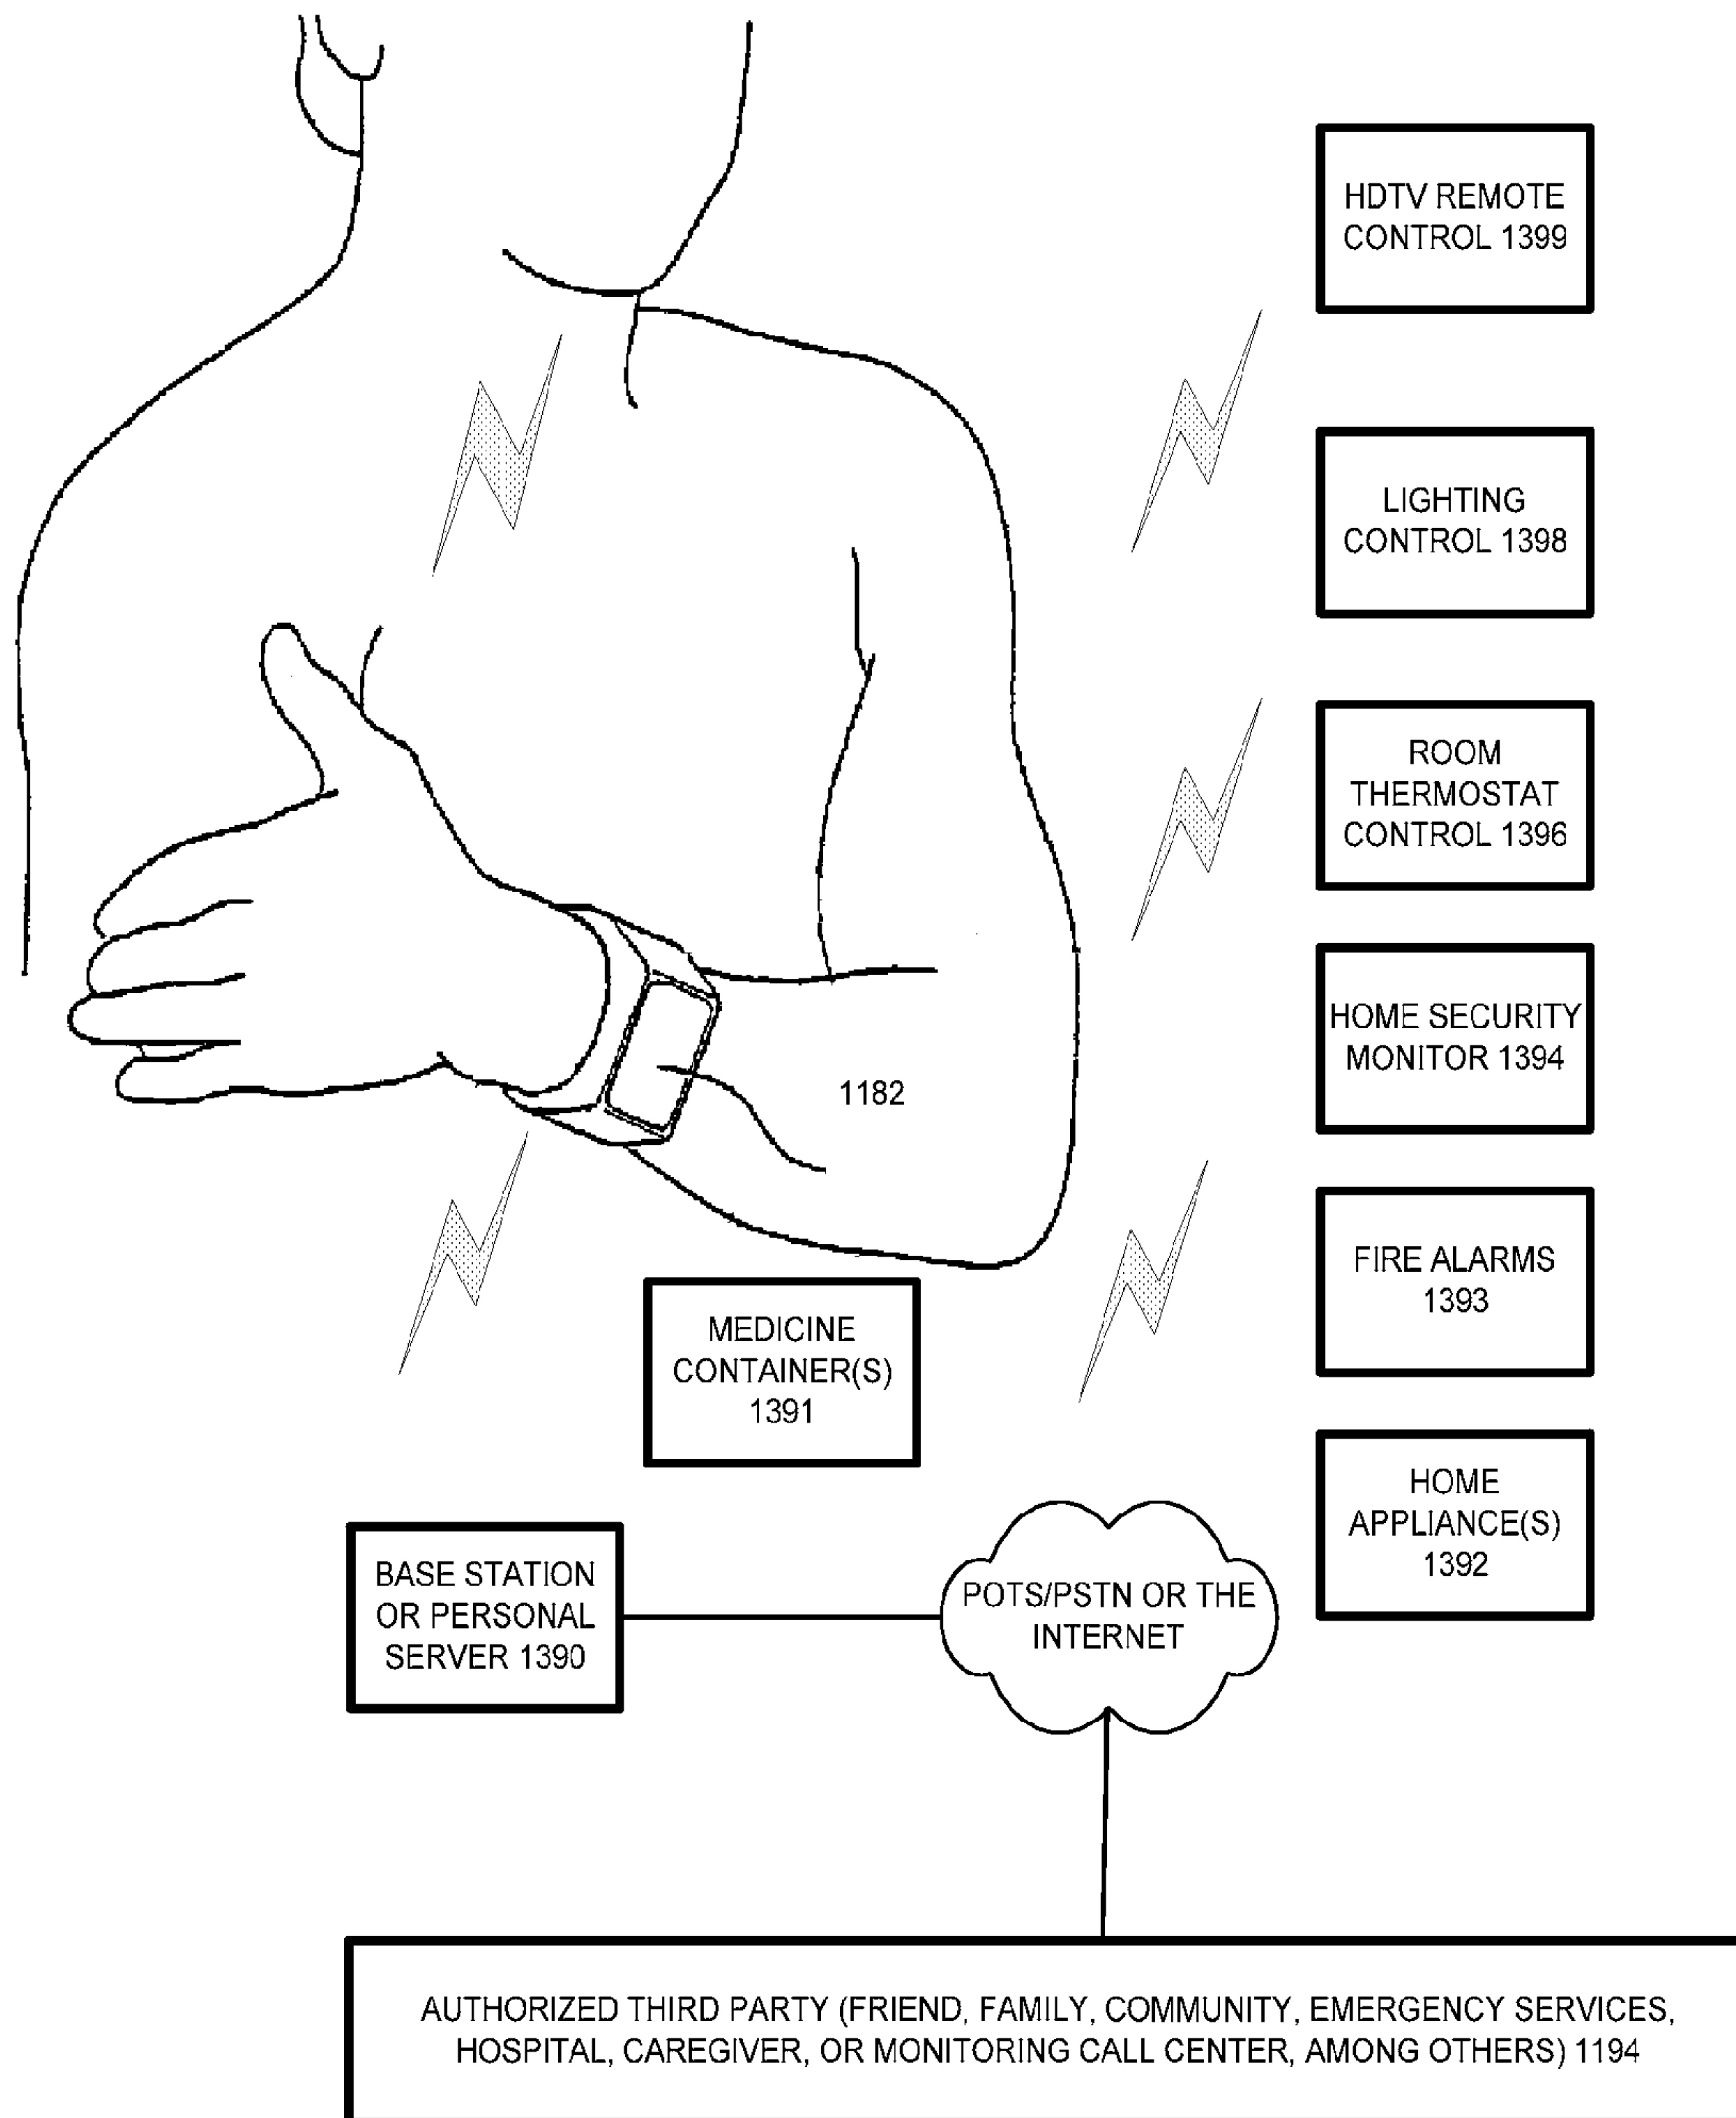 HDTV REMOTE
CONTROL 1399
LIGHTING
CONTROL 1398
ROOM
THERMOSTAT
CONTROL 1396
HOME SECURITY
MONITOR 1394
1182
FIRE ALARMS
1393
MEDICINE
CONTAINER(S)
1391
HOME
APPLIANCE(S)
1392
BASE STATION
OR PERSONAL
SERVER 1390
POTS/PSTN OR THE
INTERNET
AUTHORIZED THIRD PARTY (FRIEND, FAMILY, COMMUNITY, EMERGENCY SERVICES,
HOSPITAL, CAREGIVER, OR MONITORING CALL CENTER, AMONG OTHERS) 1194